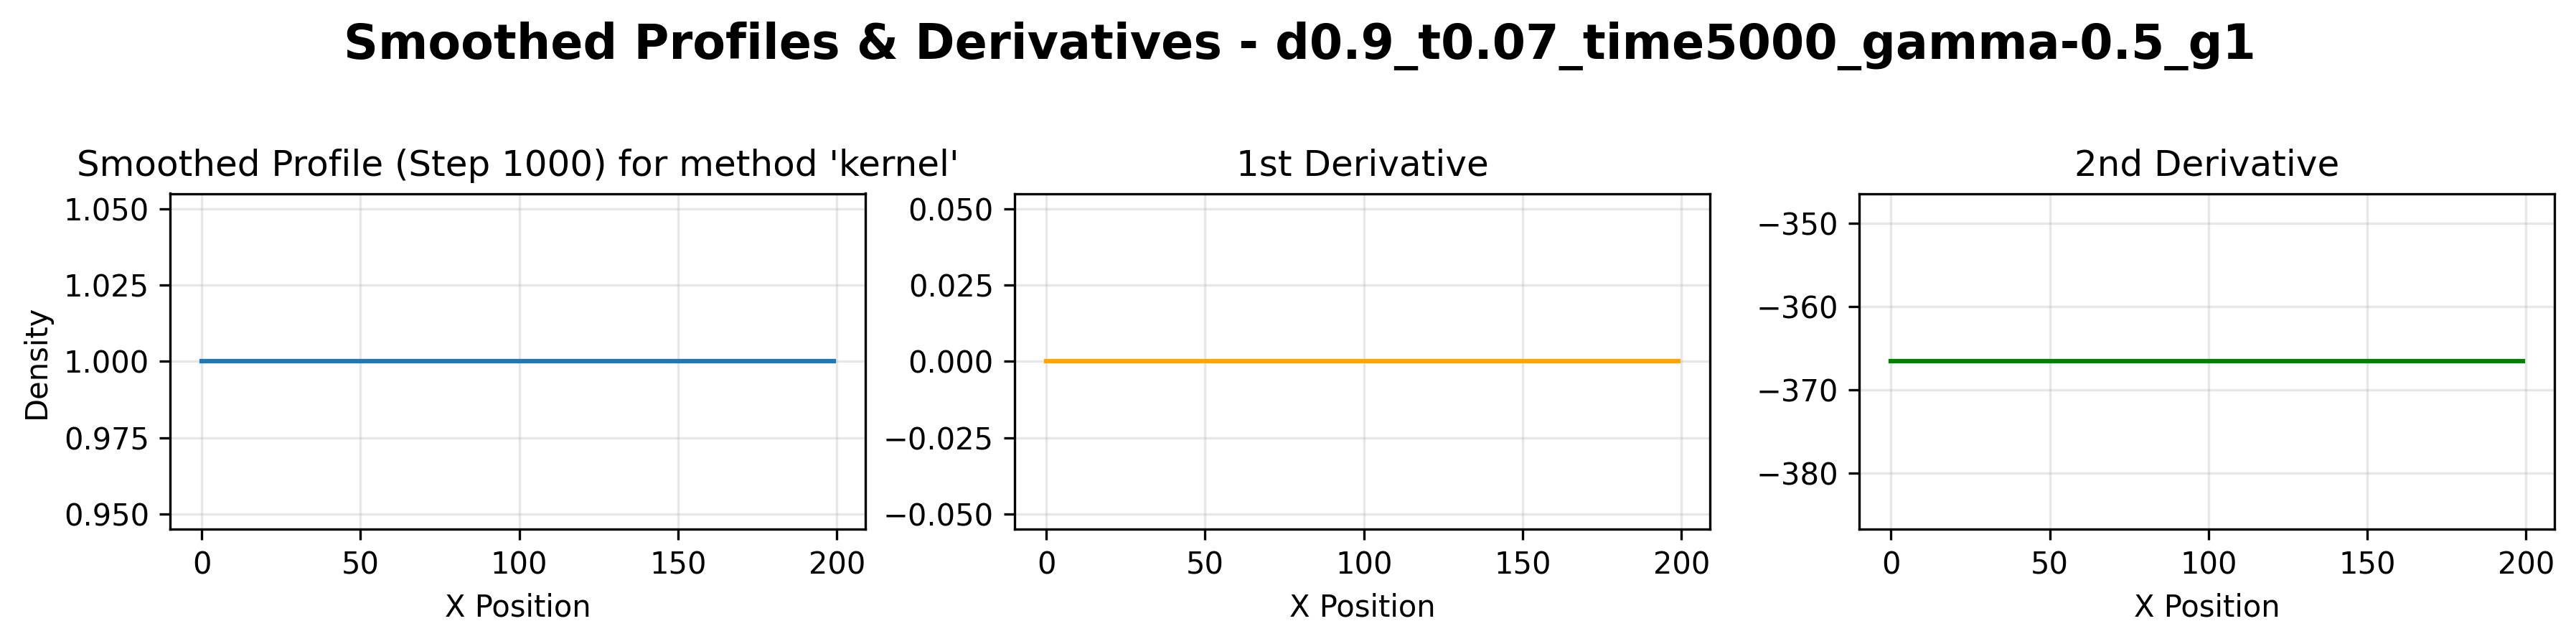 Smoothed Profiles & Derivatives - d0.9_t0.07_time5000_gamma-0.5_g1
Smoothed Profile (Step 1000) for method 'kernel'
1.050
1.025
1.000
0.975
0.950
Density
0 50 100 150 200
X Position
1st Derivative
0.050
0.025
0.000
−0.025
−0.050
0 50 100 150 200
X Position
2nd Derivative
−350
−360
−370
−380
0 50 100 150 200
X Position